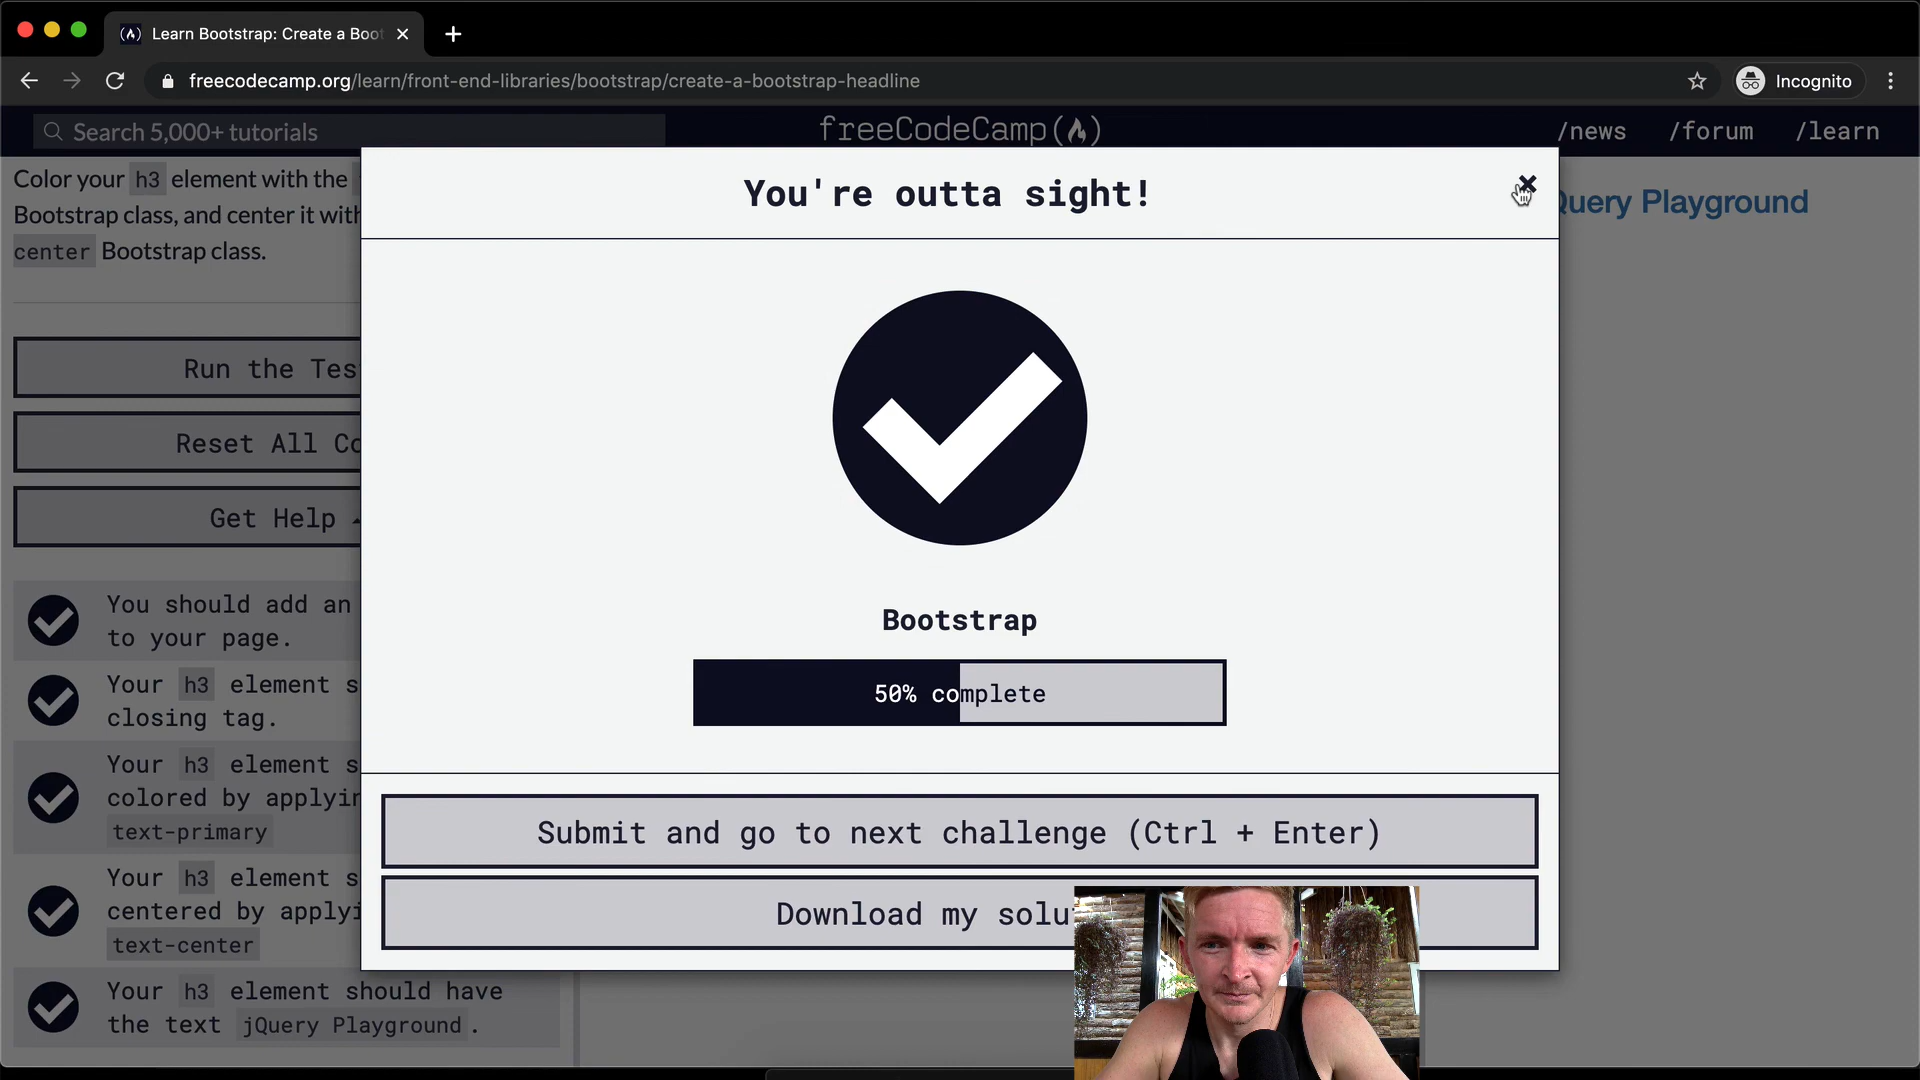 Learn Bootstrap: Create a Boot
freecodecamp.org/learn/front-end-libraries/bootstrap/create-a-bootstrap-headline
Incognito
Search 5,000+ tutorials
freeCodeCamp
/news
/forum
/learn
Color your h3 element with the
Bootstrap class, and center it with
center Bootstrap class.
Run the Tes
Reset All Co
Get Help
You should add an
to your page.
Your h3 element s
closing tag.
Your h3 element s
colored by applyin
text-primary
Your h3 element s
centered by applyi
text-center
Your h3 element should have
the text jQuery Playground.
You're outta sight!
Bootstrap
50% complete
Submit and go to next challenge (Ctrl + Enter)
Download my solu
Query Playground